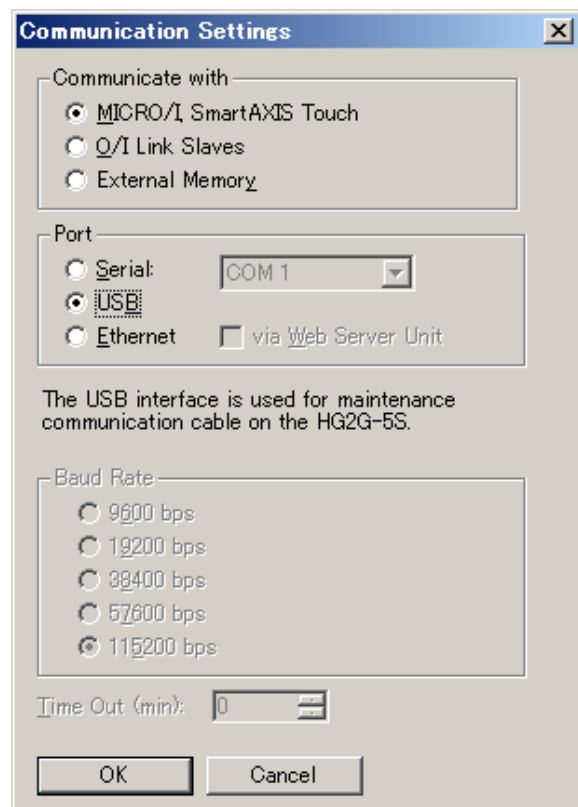 Communication Settings
Communicate with
MICRO/I, SmartAXIS Touch
O/I Link Slaves
External Memory
Port
Serial: COM 1
USB
Ethernet via Web Server Unit
The USB interface is used for maintenance
communication cable on the HG2G-5S.
Baud Rate
9600 bps
19200 bps
38400 bps
57600 bps
115200 bps
Time Out (min): 0
OK Cancel